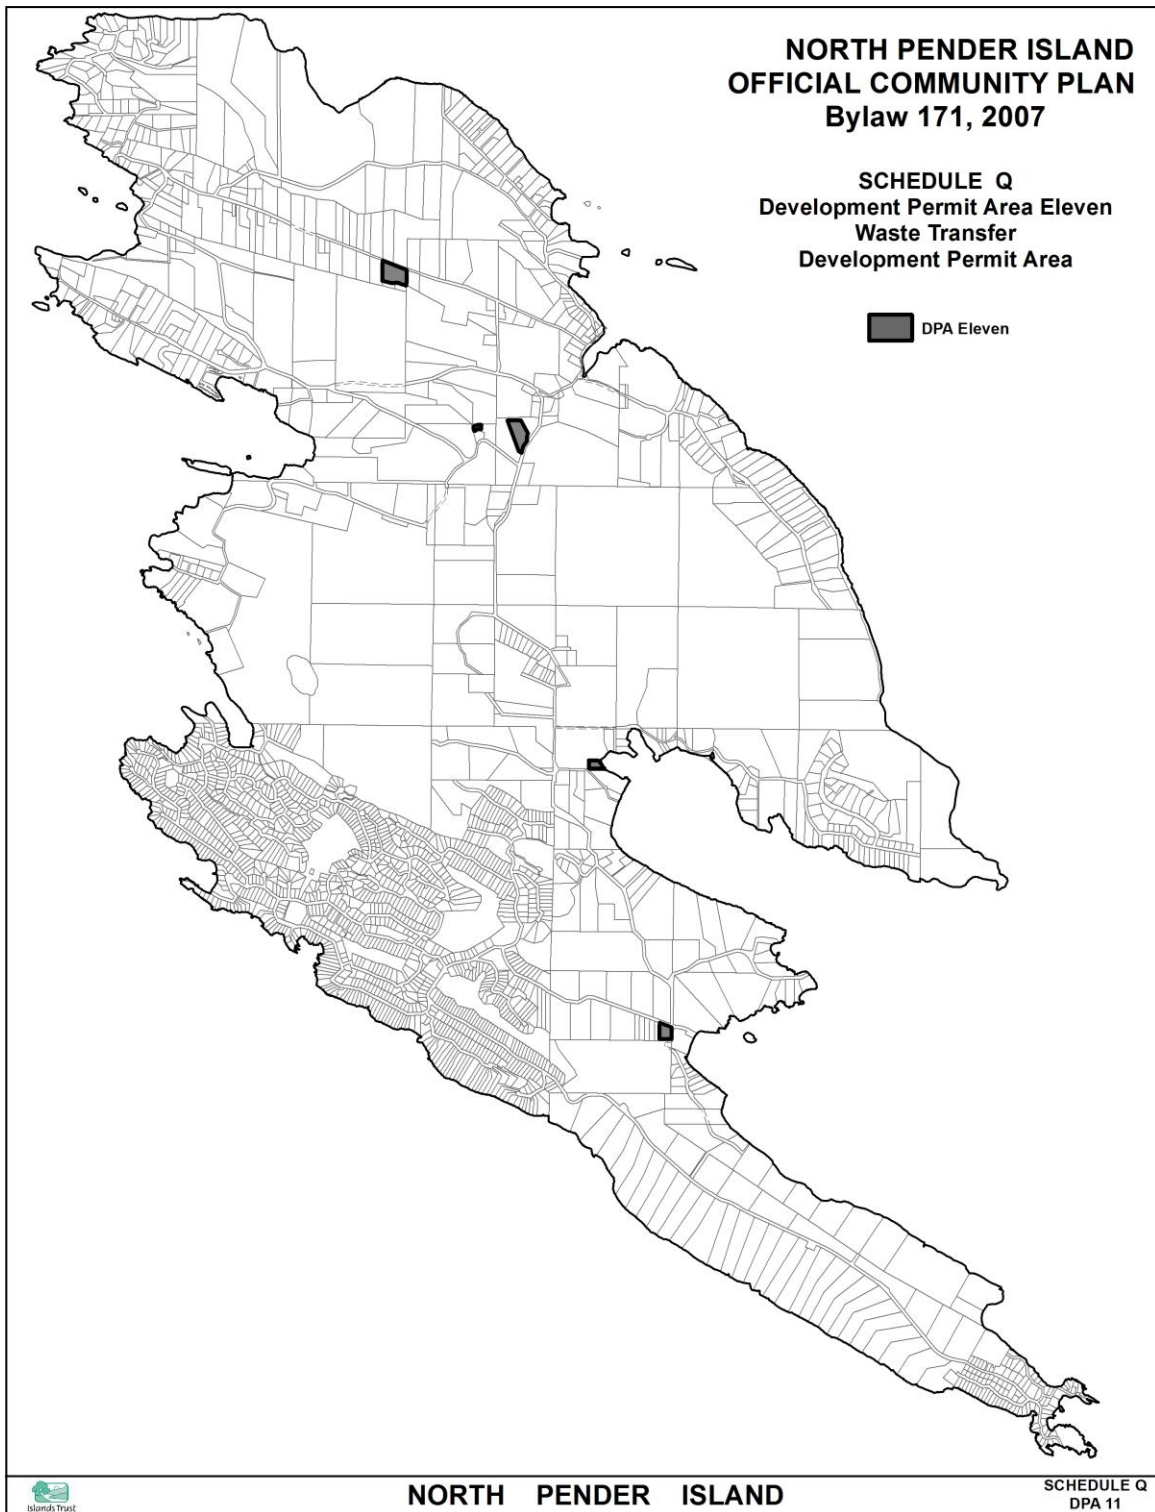 NORTH PENDER ISLAND
OFFICIAL COMMUNITY PLAN
Bylaw 171, 2007
SCHEDULE Q
Development Permit Area Eleven
Waste Transfer
Development Permit Area
DPA Eleven
Islands Trust
NORTH PENDER ISLAND
SCHEDULE Q
DPA 11